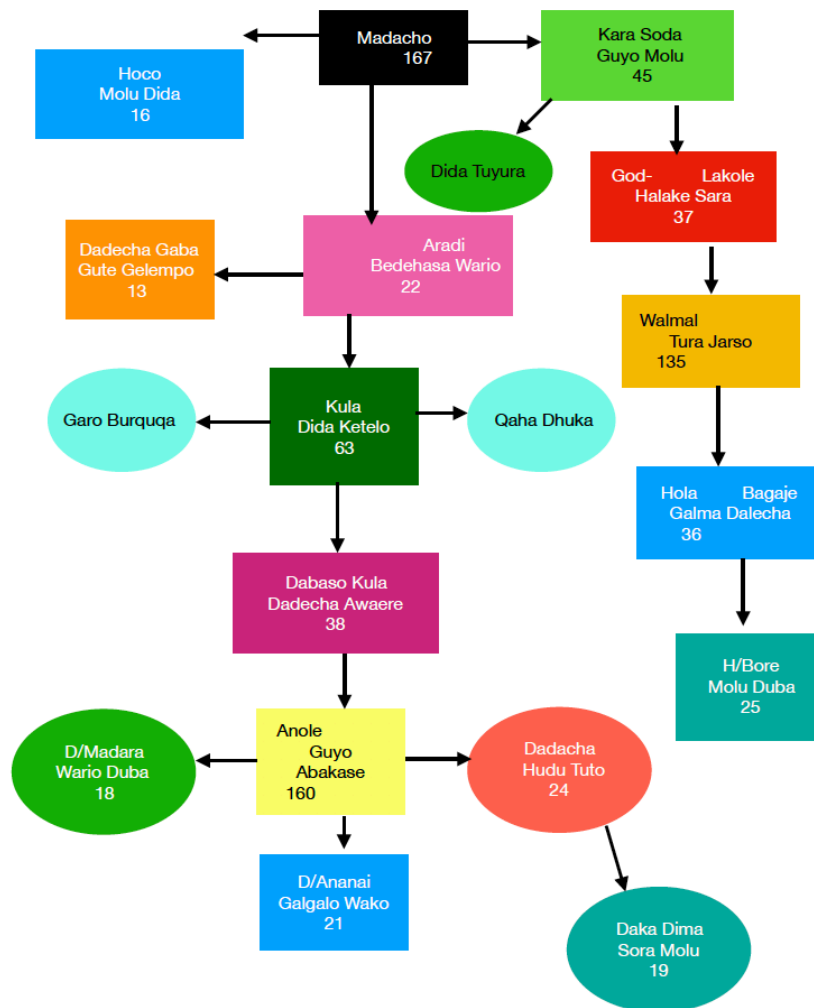 Madacho
167
Kara Soda
Guyo Molu
45
Hoco
Molu Dida
16
Dida Tuyura
God- Lakole
Halake Sara
37
Dadecha Gaba
Gute Gelempo
13
Aradi
Bedehasa Wario
22
Walmal
Tura Jarso
135
Garo Burquqa
Kula
Dida Ketelo
63
Qaha Dhuka
Hola Bagaje
Galma Dalecha
36
Dabaso Kula
Dadecha Awaere
38
H/Bore
Molu Duba
25
D/Madara
Wario Duba
18
Anole
Guyo
Abakase
160
Dadacha
Hudu Tuto
24
D/Ananai
Galgalo Wako
21
Daka Dima
Sora Molu
19